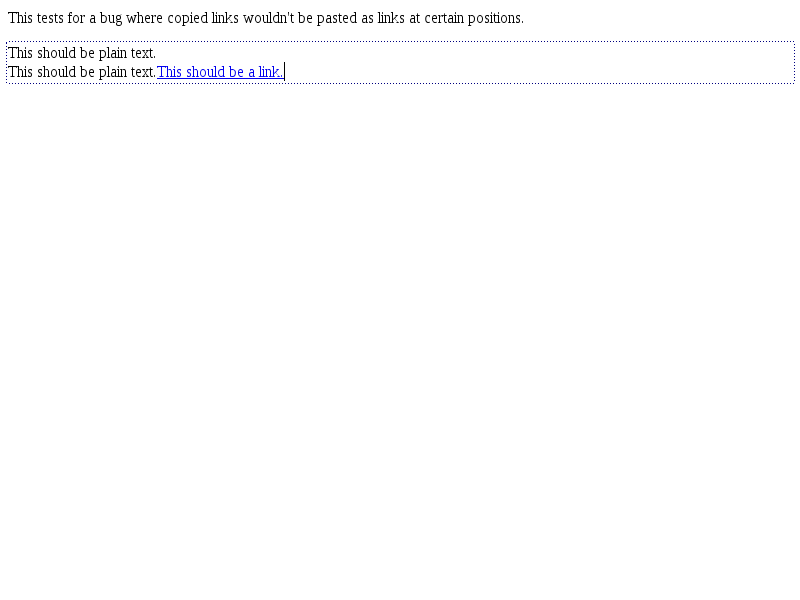 This tests for a bug where copied links wouldn't be pasted as links at certain positions.
This should be plain text.
This should be plain text.This should be a link.